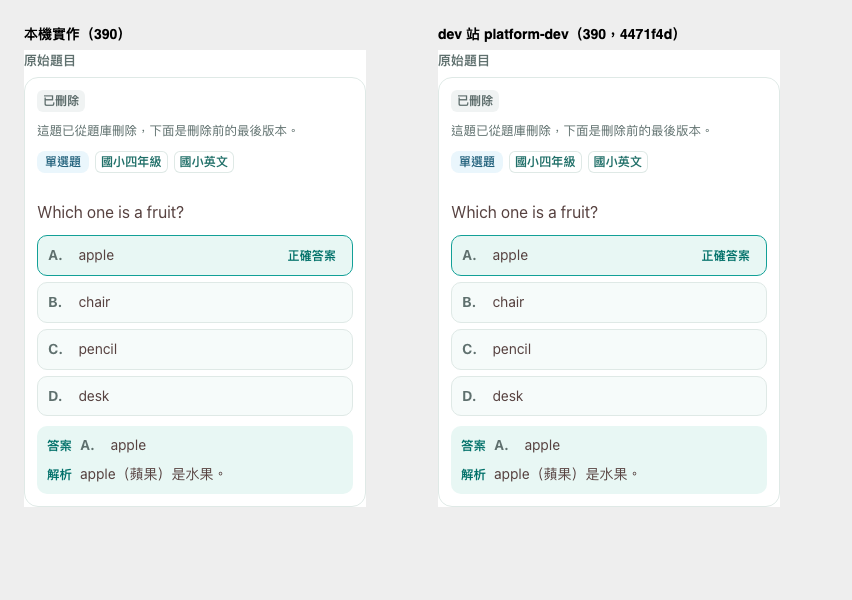 本機實作（390）
原始題目
已刪除
這題已從題庫刪除，下面是刪除前的最後版本。
單選題 國小四年級 國小英文
Which one is a fruit?
A. apple 正確答案
B. chair
C. pencil
D. desk
答案 A. apple
解析 apple（蘋果）是水果。
dev 站 platform-dev（390，4471f4d）
原始題目
已刪除
這題已從題庫刪除，下面是刪除前的最後版本。
單選題 國小四年級 國小英文
Which one is a fruit?
A. apple 正確答案
B. chair
C. pencil
D. desk
答案 A. apple
解析 apple（蘋果）是水果。